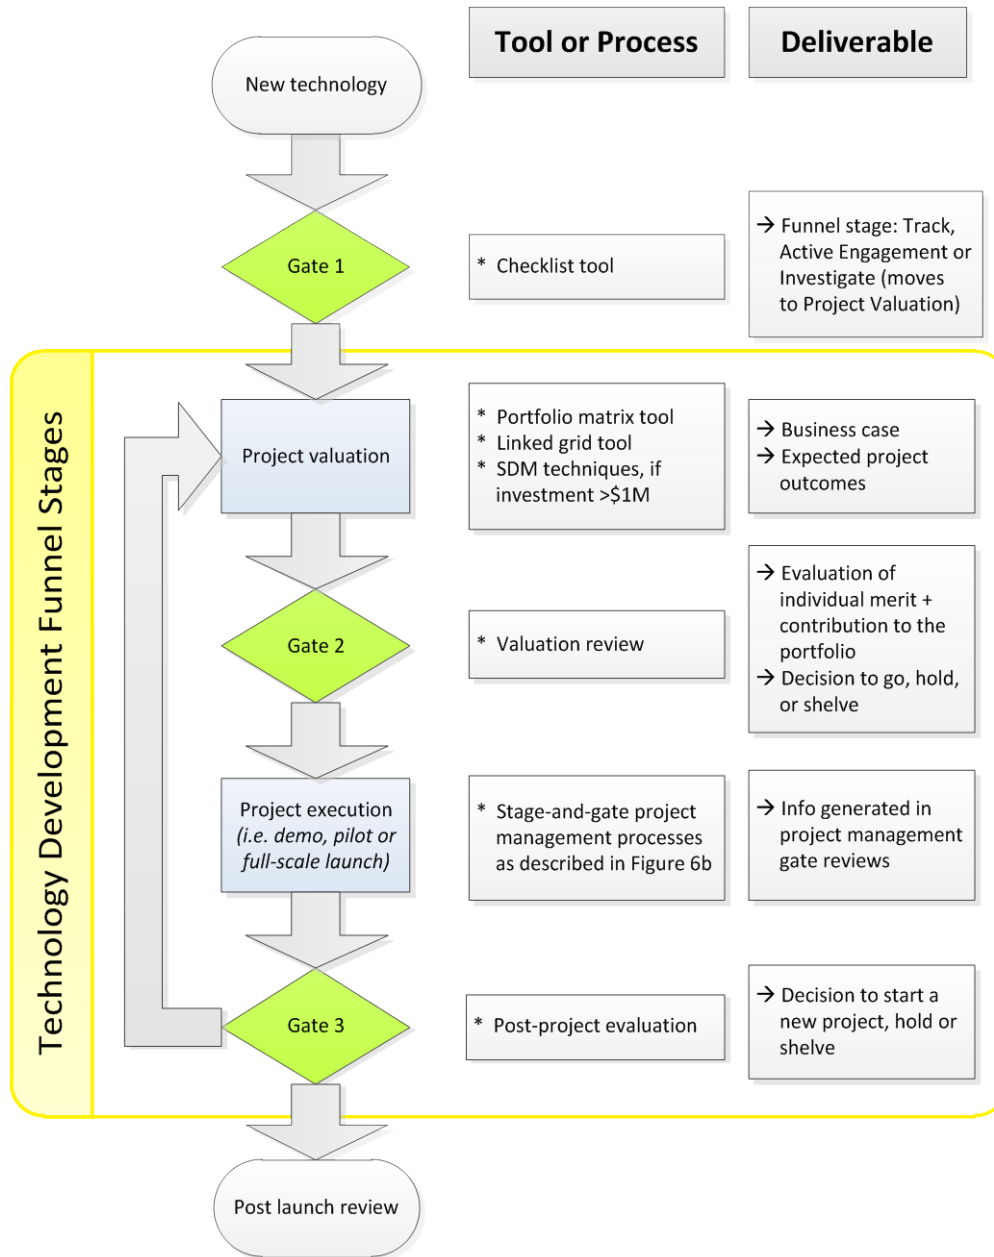 Tool or Process
Deliverable
New technology
Gate 1
* Checklist tool
→ Funnel stage: Track,
Active Engagement or
Investigate (moves
to Project Valuation)
Technology Development Funnel Stages
Project valuation
* Portfolio matrix tool
* Linked grid tool
* SDM techniques, if
investment >$1M
→ Business case
→ Expected project
outcomes
Gate 2
* Valuation review
→ Evaluation of
individual merit +
contribution to the
portfolio
→ Decision to go, hold,
or shelve
Project execution
(i.e. demo, pilot or
full-scale launch)
* Stage-and-gate project
management processes
as described in Figure 6b
→ Info generated in
project management
gate reviews
Gate 3
* Post-project evaluation
→ Decision to start a
new project, hold or
shelve
Post launch review